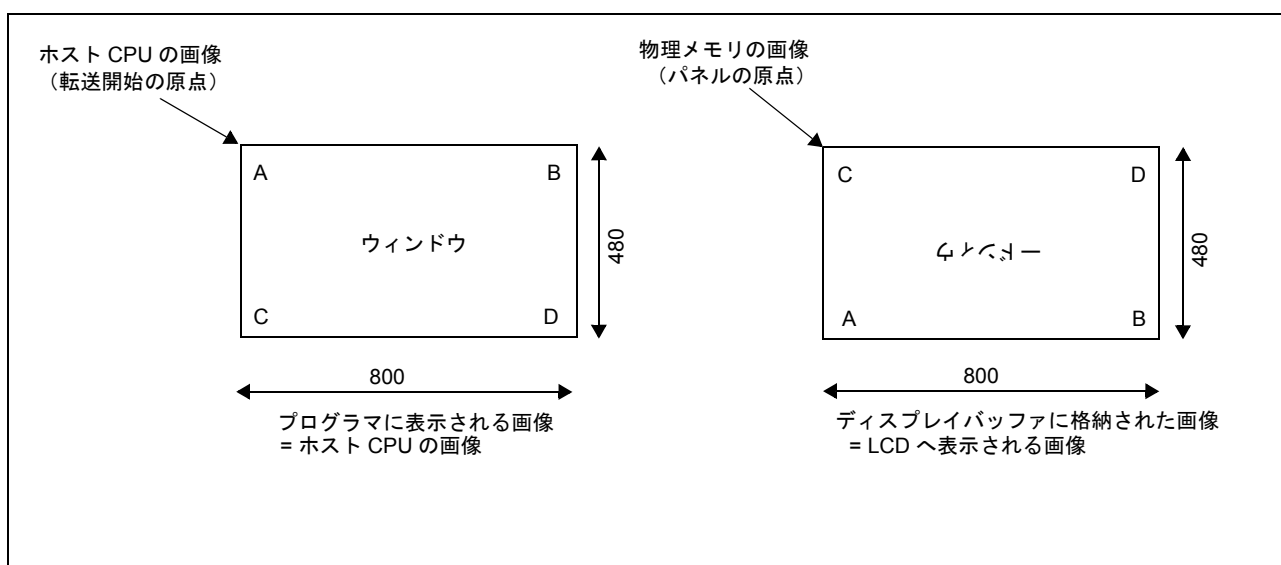 ホスト CPU の画像
（転送開始の原点）
A
B
ウィンドウ
C
D
480
800
プログラマに表示される画像
= ホスト CPU の画像
物理メモリの画像
（パネルの原点）
C
D
A
B
480
800
ディスプレイバッファに格納された画像
= LCD へ表示される画像